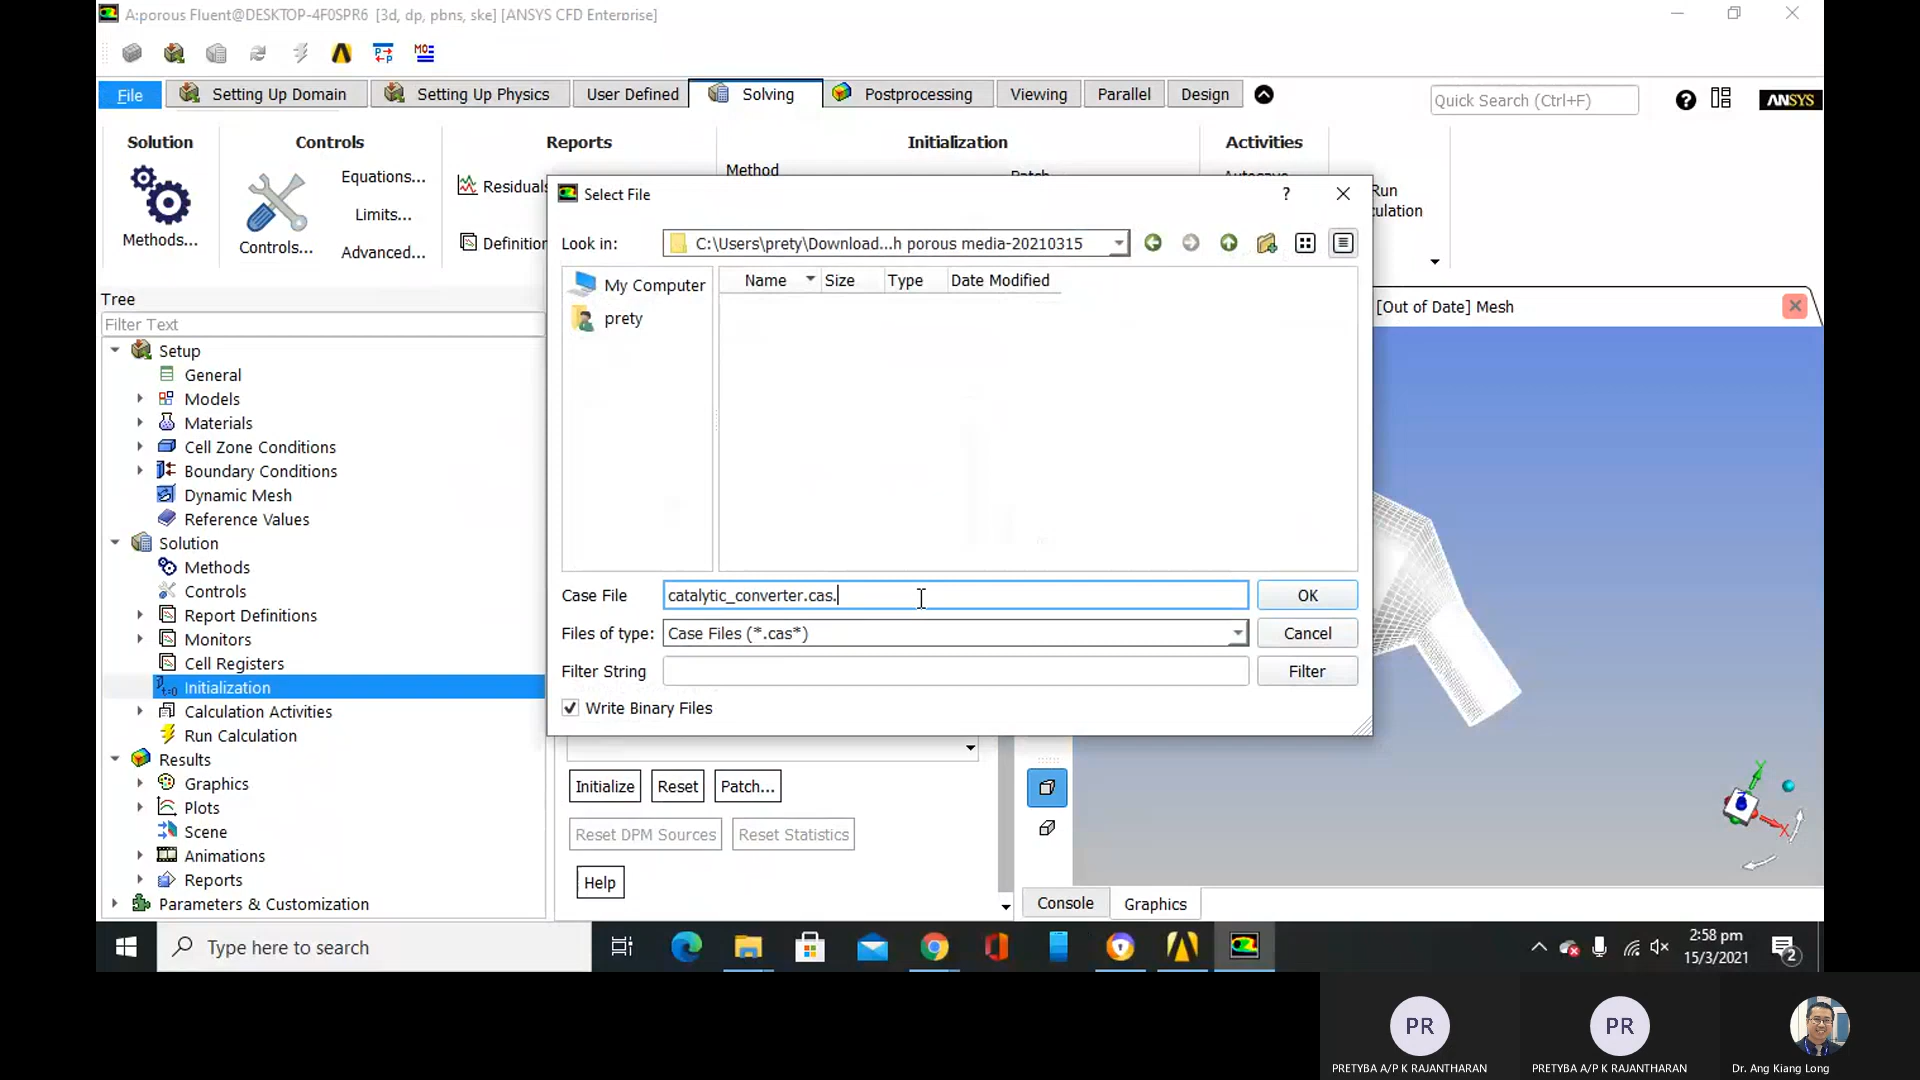 A:porous Fluent@DESKTOP-4F0SPR6 [3d, dp, pbns, ske] [ANSYS CFD Enterprise]
File
Setting Up Domain
Setting Up Physics
User Defined
Solving
Postprocessing
Viewing
Parallel
Design
Quick Search (Ctrl+F)
ANSYS
Solution
Controls
Reports
Initialization
Activities
Methods...
Controls...
Equations...
Limits...
Advanced...
Residuals
Definition
Method
Patch
Autosave
Run
culation
Select File
?
Look in:
C:\Users\prety\Download...h porous media-20210315
My Computer
prety
Name
Size
Type
Date Modified
Case File
catalytic_converter.cas.
OK
Files of type:
Case Files (*.cas*)
Cancel
Filter String
Filter
Write Binary Files
Tree
Filter Text
Setup
General
Models
Materials
Cell Zone Conditions
Boundary Conditions
Dynamic Mesh
Reference Values
Solution
Methods
Controls
Report Definitions
Monitors
Cell Registers
Initialization
Calculation Activities
Run Calculation
Results
Graphics
Plots
Scene
Animations
Reports
Parameters & Customization
[Out of Date] Mesh
Initialize
Reset
Patch...
Reset DPM Sources
Reset Statistics
Help
Console
Graphics
Y
X
Type here to search
2:58 pm
15/3/2021
2
PR
PETYBA A/P K RAJANTHARAN
PR
PRETYBA A/P K RAJANTHARAN
Dr. Ang Kiang Long